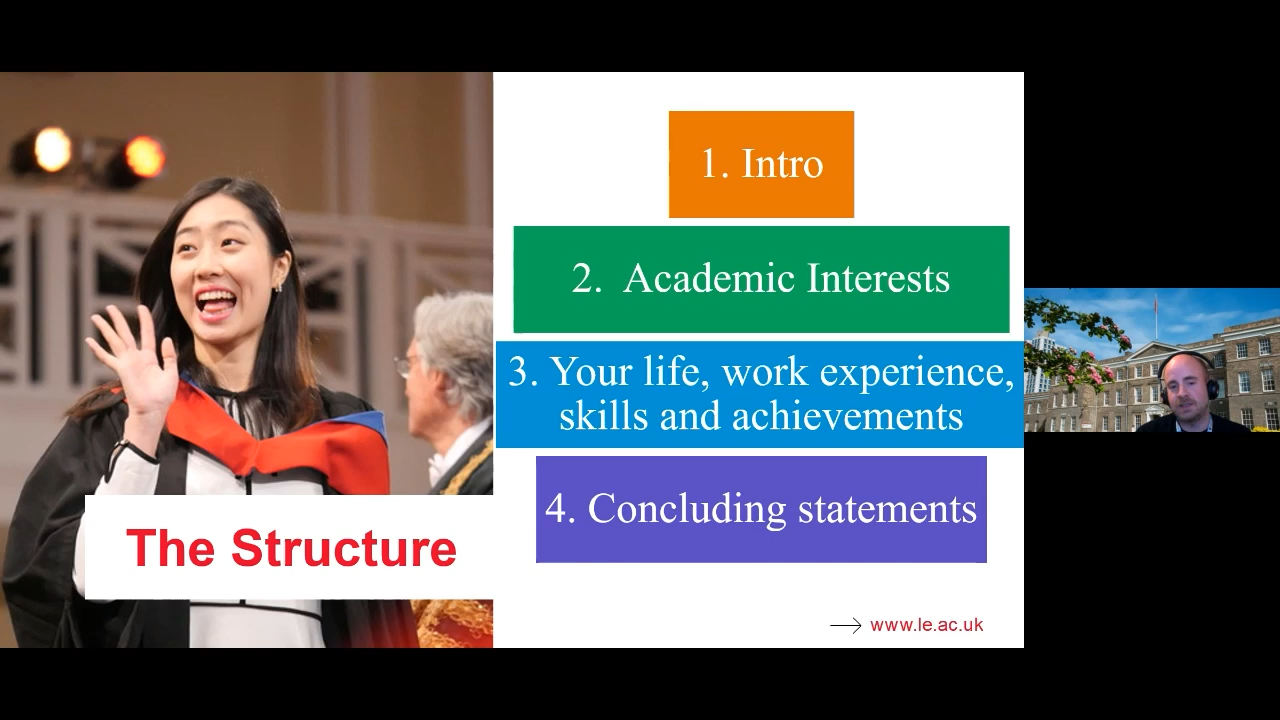 1. Intro
2. Academic Interests
3. Your life, work experience,
skills and achievements
4. Concluding statements
The Structure
www.le.ac.uk